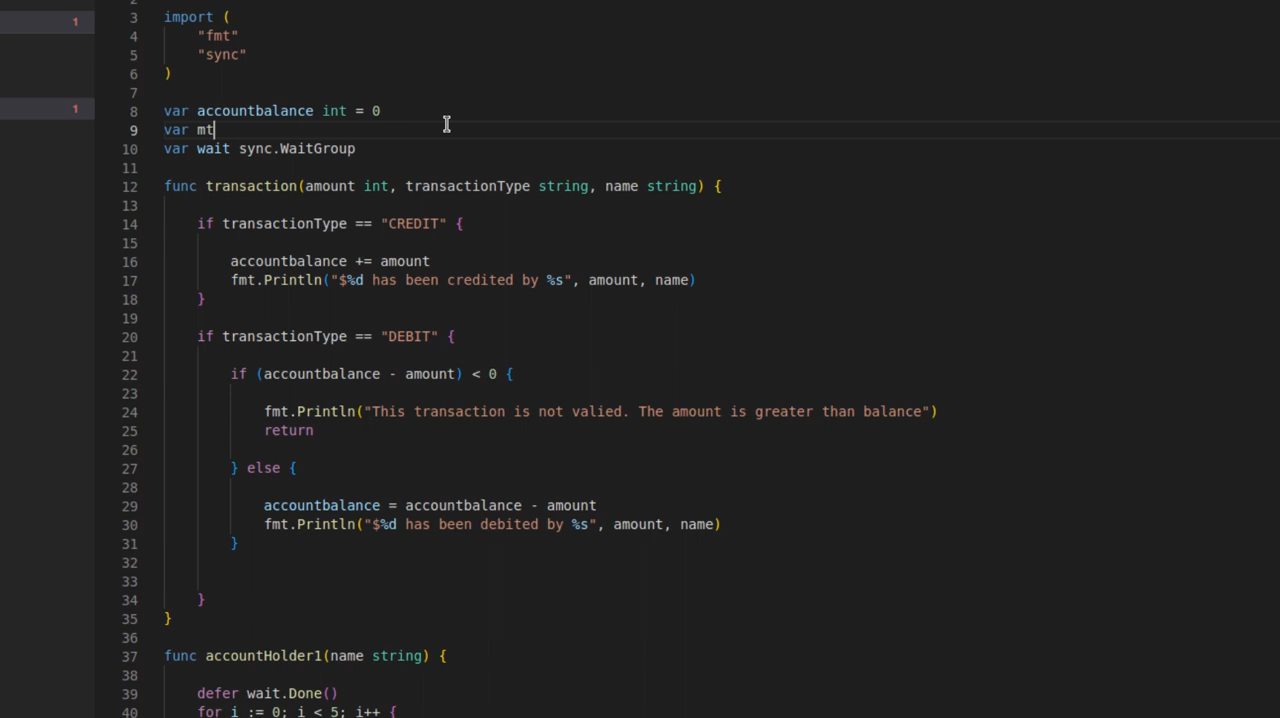 1
1
2
3 import (
4 "fmt"
5 "sync"
6 )
7
8 var accountbalance int = 0
9 var mt
10 var wait sync.WaitGroup
11
12 func transaction(amount int, transactionType string, name string) {
13
14 if transactionType == "CREDIT" {
15
16 accountbalance += amount
17 fmt.Println("$%d has been credited by %s", amount, name)
18 }
19
20 if transactionType == "DEBIT" {
21
22 if (accountbalance - amount) < 0 {
23
24 fmt.Println("This transaction is not valied. The amount is greater than balance")
25 return
26
27 } else {
28
29 accountbalance = accountbalance - amount
30 fmt.Println("$%d has been debited by %s", amount, name)
31 }
32
33
34 }
35 }
36
37 func accountHolder1(name string) {
38
39 defer wait.Done()
40 for i := 0; i < 5; i++ {